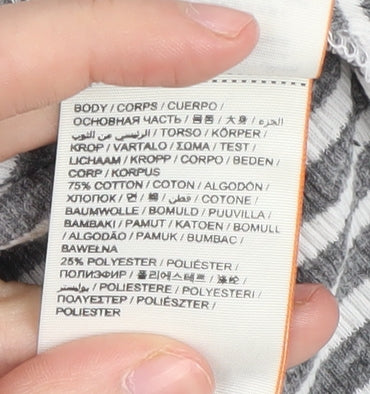 BODY / CORPS / CUERPO /
ОСНОВНАЯ ЧАСТЬ / 몸통 / 大身 / الجزء
الرئيسي من الثوب / TORSO / KÖRPER /
KROP / VARTALO / ΣΩΜΑ / TEST /
LICHAAM / KROPP / CORPO / BEDEN /
CORP / KORPUS
75% COTTON / COTON / ALGODÓN /
ХЛОПОК / 면 / 棉 / قطن / COTONE /
BAUMWOLLE / BOMULD / PUUVILLA /
ΒΑΜΒΑΚΙ / PAMUT / KATOEN / BOMULL
/ ALGODÃO / PAMUK / BUMBAC /
BAWEŁNA
25% POLYESTER / POLIÉSTER /
ПОЛИЭФИР / 폴리에스테르 / 涤纶 /
بوليستر / POLIESTERE / POLYESTERI /
ΠΟΛΥΕΣΤΕΡ / POLIÉSZTER /
POLIESTER